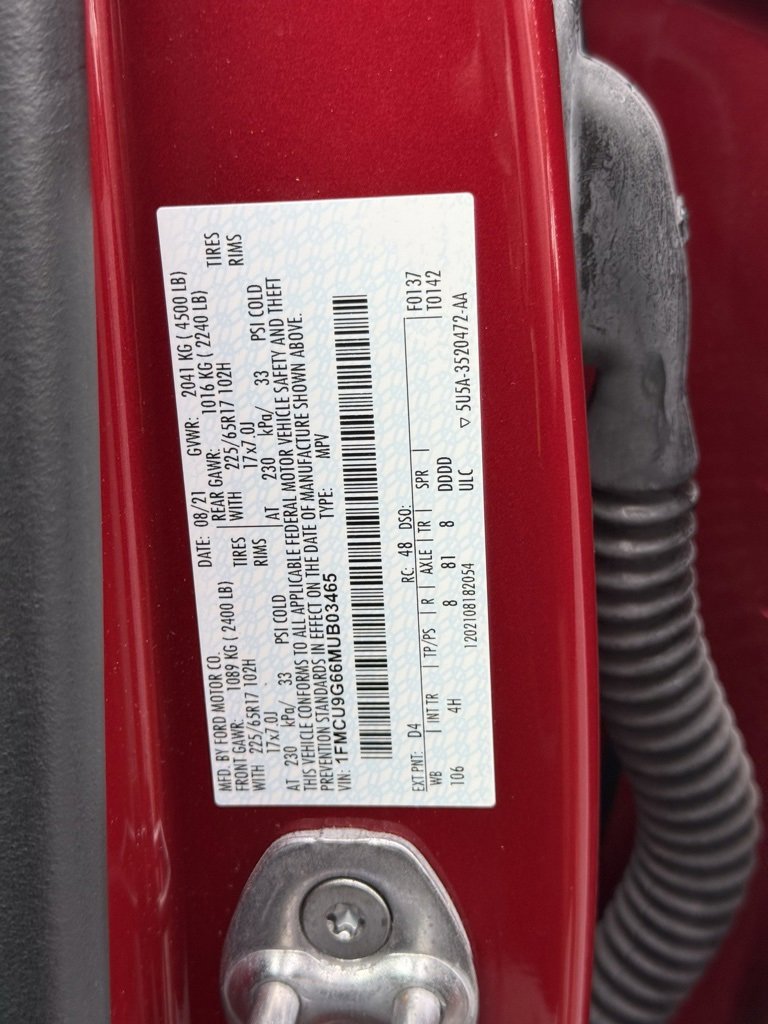 MFD. BY FORD MOTOR CO. DATE: 08/21 GVWR: 2041 KG ( 4500 LB)
FRONT GAWR: 1089 KG ( 2400 LB) REAR GAWR: 1016 KG ( 2240 LB)
WITH 225/65R17 102H TIRES WITH 225/65R17 102H TIRES
17x7.0J RIMS 17x7.0J RIMS
AT 230 kPa/ 33 PSI COLD AT 230 kPa/ 33 PSI COLD
THIS VEHICLE CONFORMS TO ALL APPLICABLE FEDERAL MOTOR VEHICLE SAFETY AND THEFT
PREVENTION STANDARDS IN EFFECT ON THE DATE OF MANUFACTURE SHOWN ABOVE.
VIN: 1FMCU9G66MUB03465 TYPE: MPV
EXT PNT: D4 RC: 48 DSO: F0137
WB INT TR TP/PS R AXLE TR SPR T0142
106 4H 8 81 8 DDDD
1202108182054 ULC ▽ 5U5A-3520472-AA